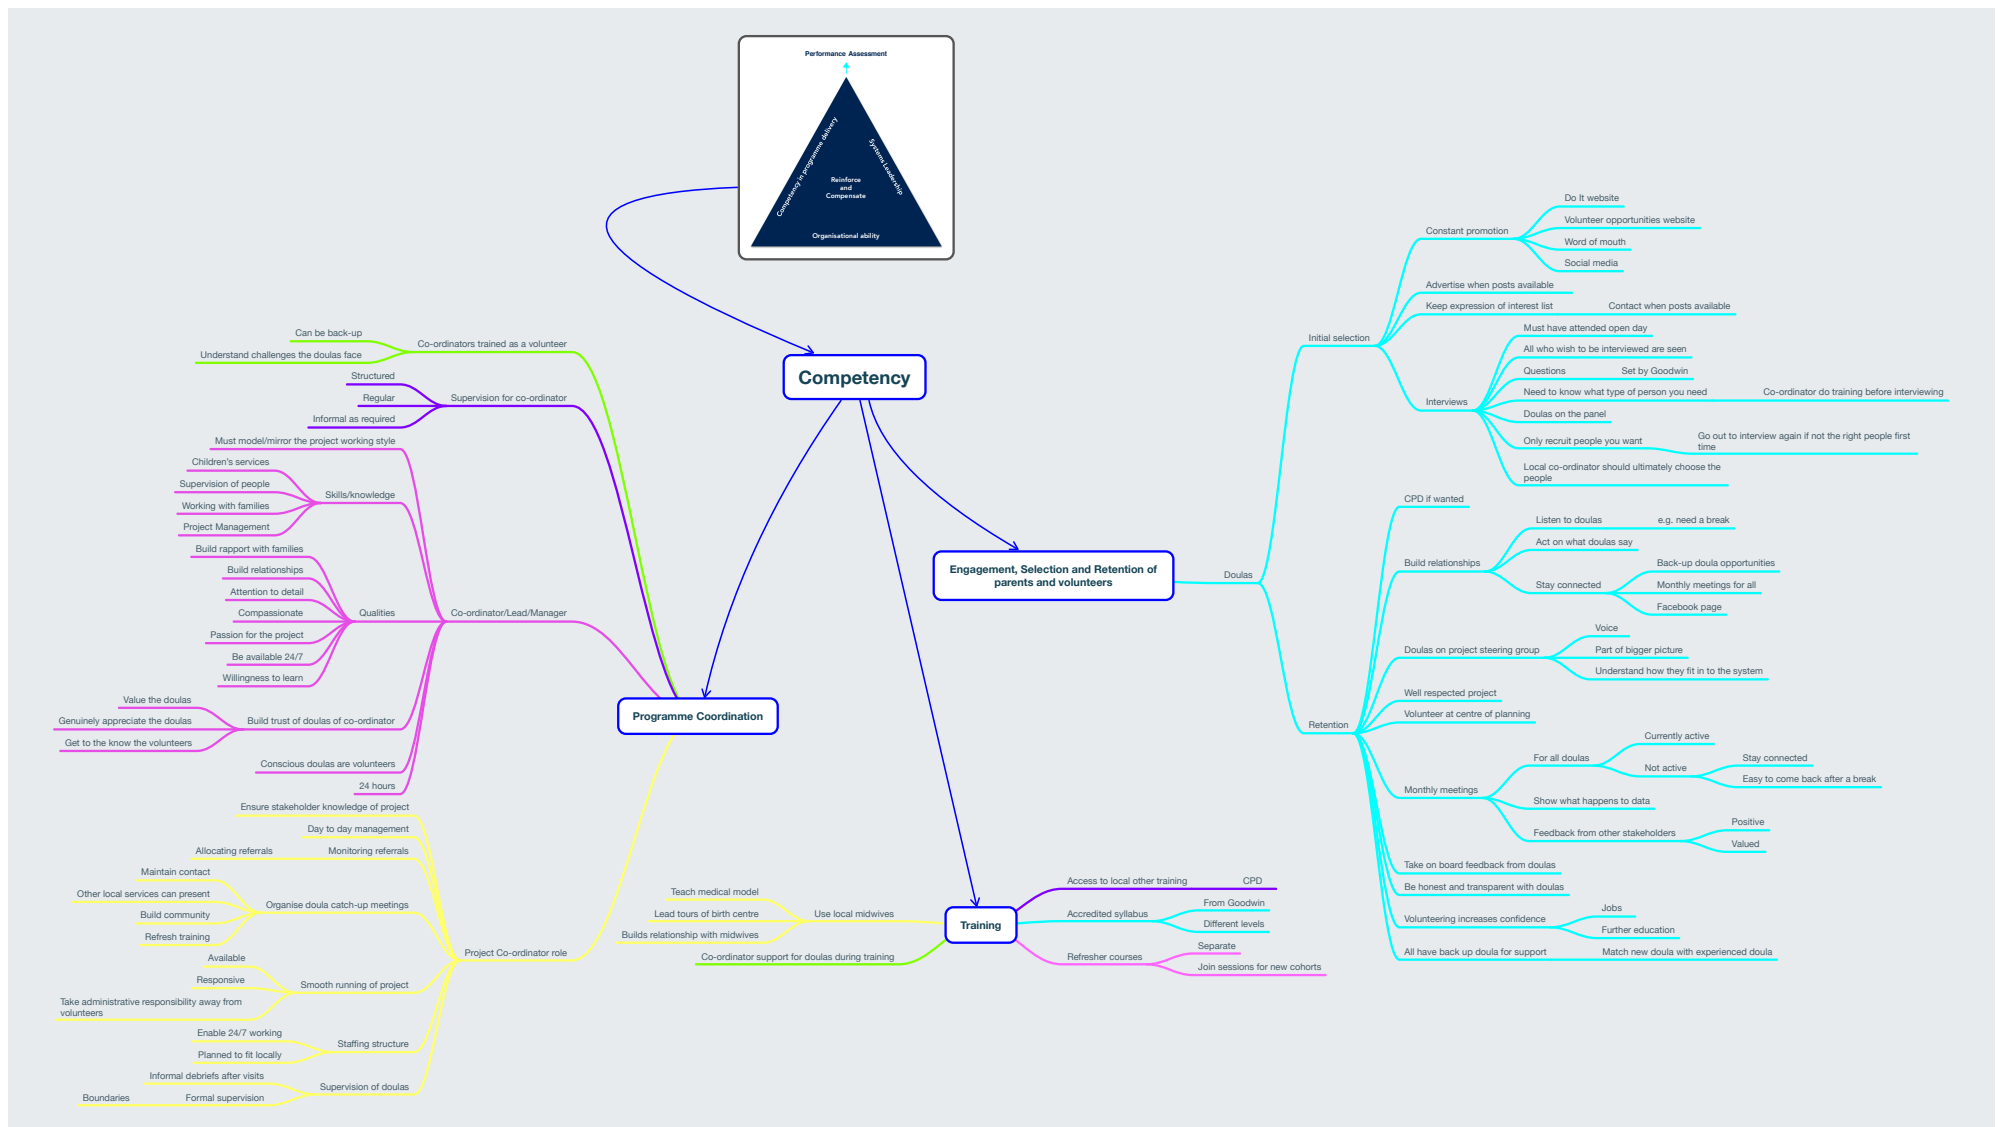 Performance Assessment
Competency in programme delivery
Systems Leadership
Reinforce
and
Compensate
Organisational ability
Competency
Can be back-up
Understand challenges the doulas face
Co-ordinators trained as a volunteer
Structured
Regular
Informal as required
Supervision for co-ordinator
Must model/mirror the project working style
Children's services
Supervision of people
Working with families
Project Management
Skills/knowledge
Build rapport with families
Build relationships
Attention to detail
Compassionate
Passion for the project
Be available 24/7
Willingness to learn
Qualities
Co-ordinator/Lead/Manager
Value the doulas
Genuinely appreciate the doulas
Get to the know the volunteers
Build trust of doulas of co-ordinator
Conscious doulas are volunteers
24 hours
Programme Coordination
Ensure stakeholder knowledge of project
Day to day management
Allocating referrals
Monitoring referrals
Maintain contact
Other local services can present
Build community
Refresh training
Organise doula catch-up meetings
Project Co-ordinator role
Available
Responsive
Take administrative responsibility away from
volunteers
Smooth running of project
Enable 24/7 working
Planned to fit locally
Staffing structure
Informal debriefs after visits
Boundaries
Formal supervision
Supervision of doulas
Teach medical model
Lead tours of birth centre
Builds relationship with midwives
Use local midwives
Co-ordinator support for doulas during training
Training
Access to local other training
CPD
Accredited syllabus
From Goodwin
Different levels
Refresher courses
Separate
Join sessions for new cohorts
Engagement, Selection and Retention of
parents and volunteers
Doulas
Initial selection
Constant promotion
Do It website
Volunteer opportunities website
Word of mouth
Social media
Advertise when posts available
Keep expression of interest list
Contact when posts available
Interviews
Must have attended open day
All who wish to be interviewed are seen
Questions
Set by Goodwin
Need to know what type of person you need
Co-ordinator do training before interviewing
Doulas on the panel
Only recruit people you want
Go out to interview again if not the right people first
time
Local co-ordinator should ultimately choose the
people
Retention
CPD if wanted
Build relationships
Listen to doulas
e.g. need a break
Act on what doulas say
Stay connected
Back-up doula opportunities
Monthly meetings for all
Facebook page
Doulas on project steering group
Voice
Part of bigger picture
Understand how they fit in to the system
Well respected project
Volunteer at centre of planning
Monthly meetings
For all doulas
Currently active
Not active
Stay connected
Easy to come back after a break
Show what happens to data
Feedback from other stakeholders
Positive
Valued
Take on board feedback from doulas
Be honest and transparent with doulas
Volunteering increases confidence
Jobs
Further education
All have back up doula for support
Match new doula with experienced doula